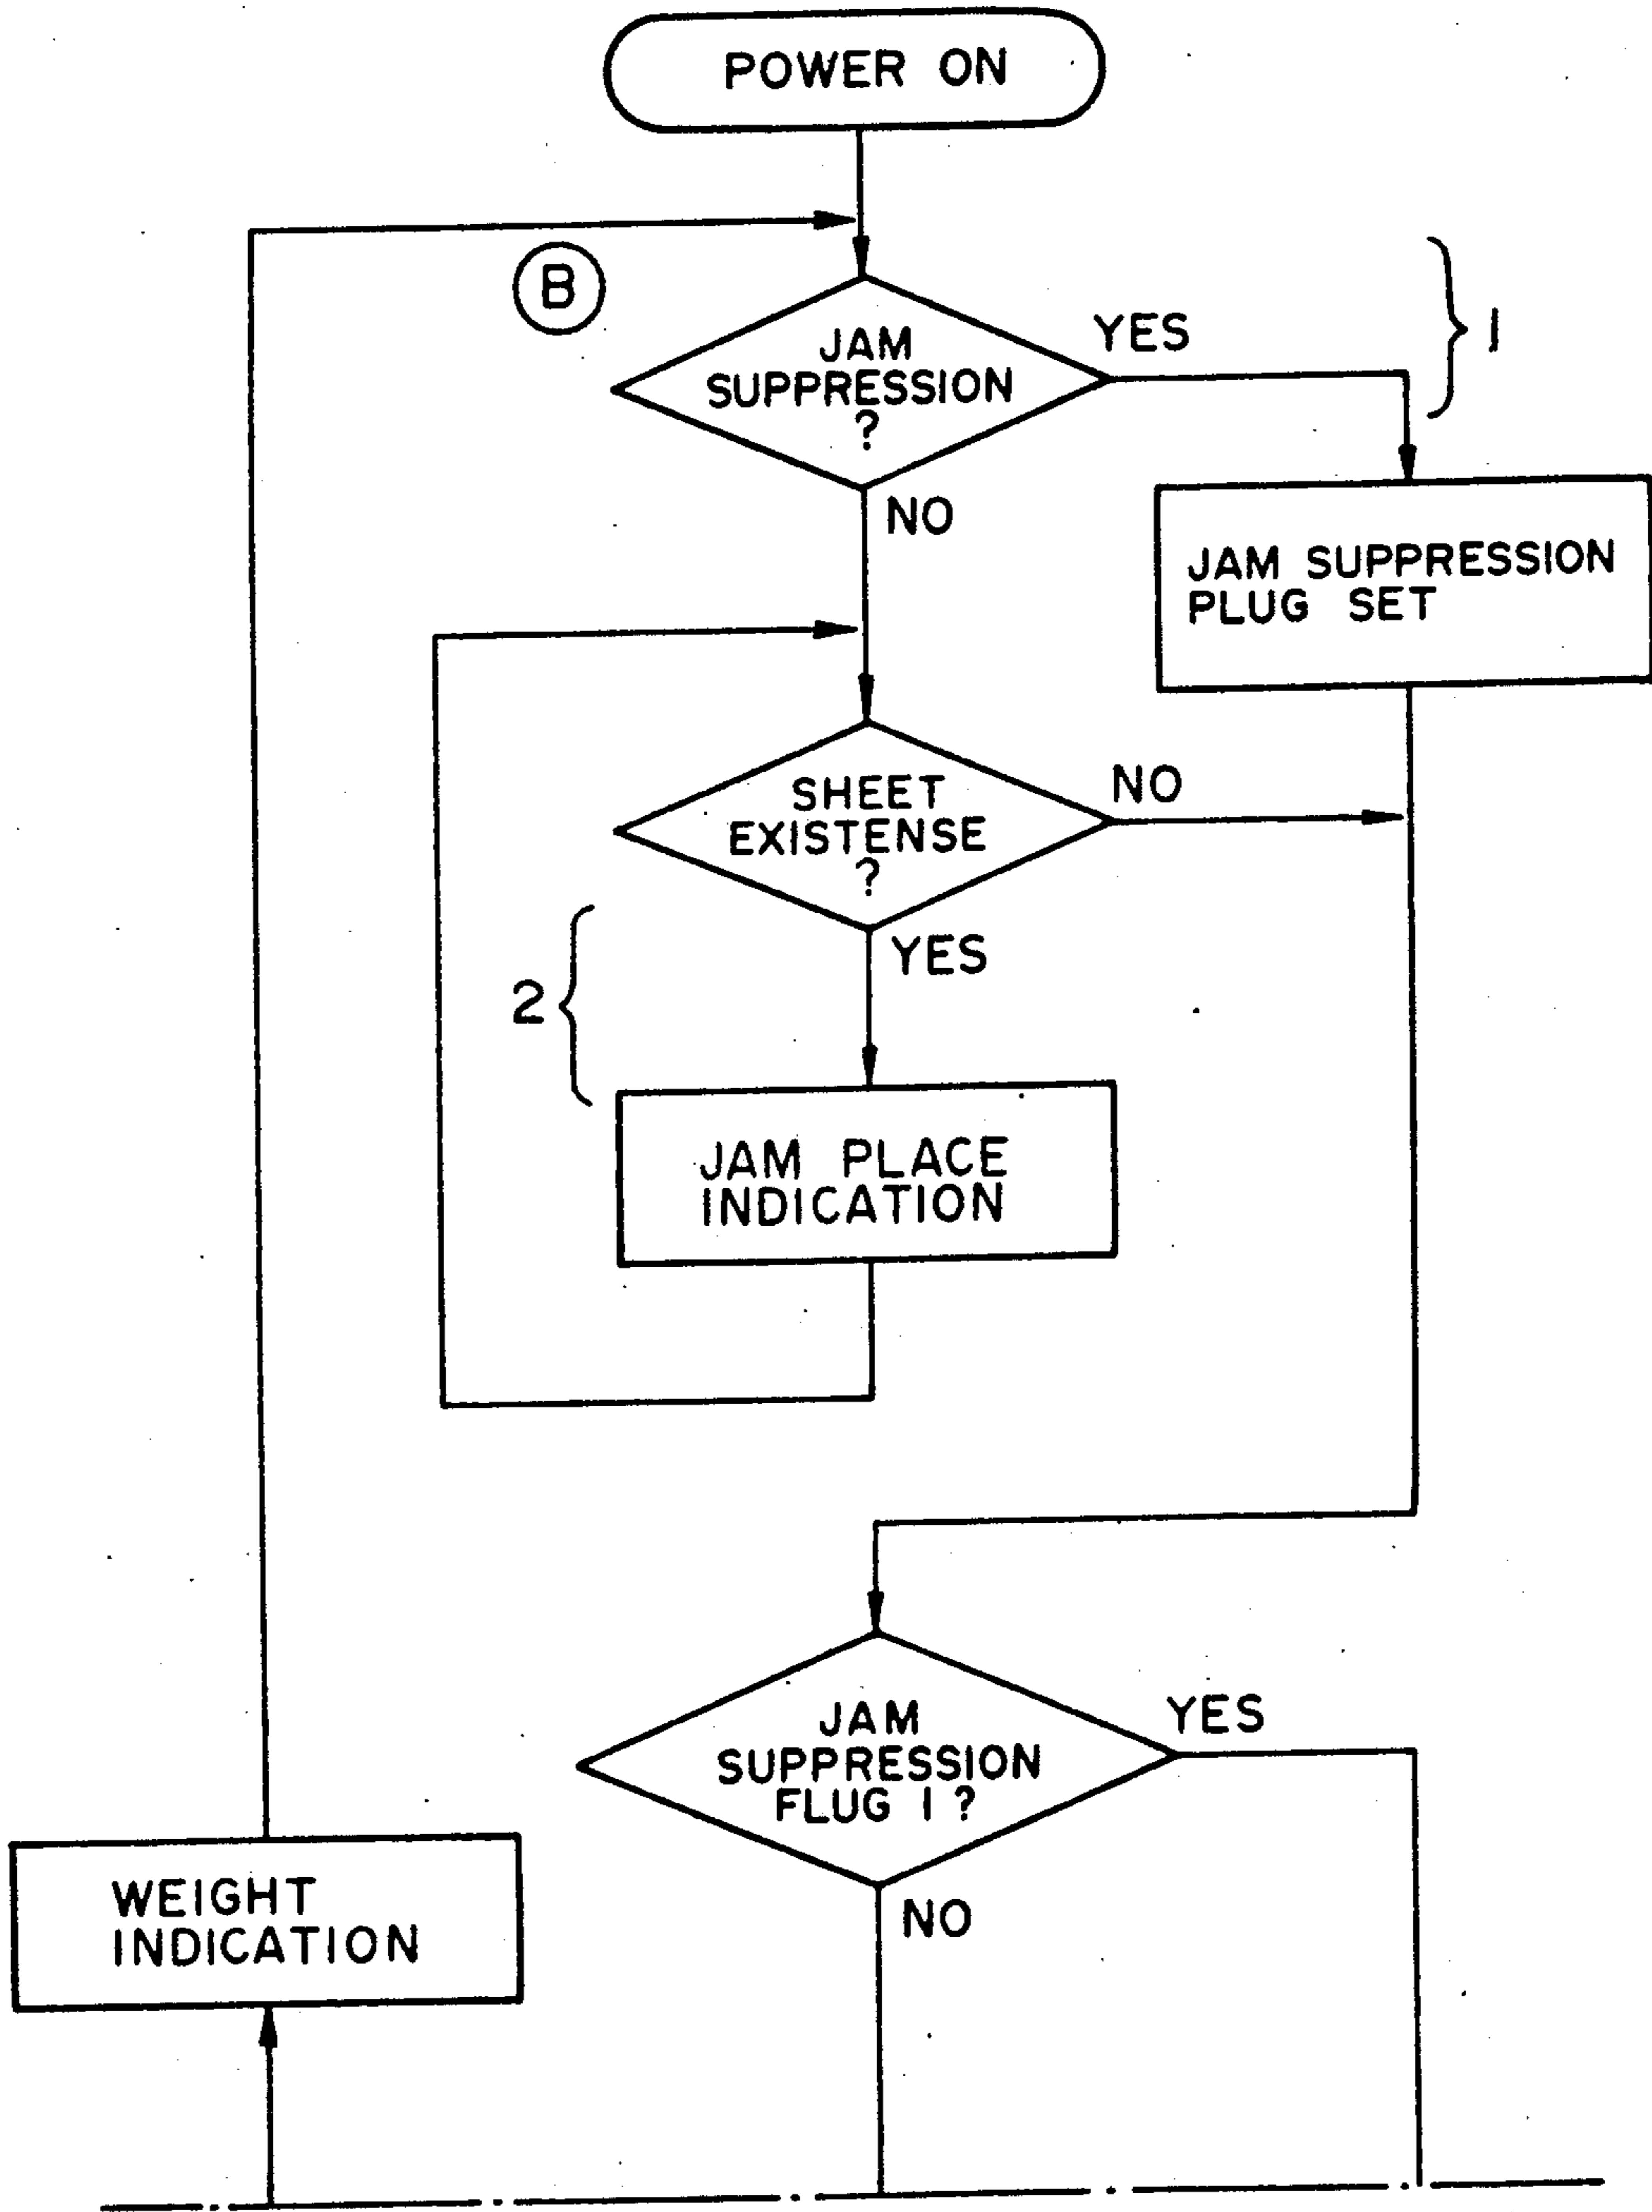 POWER ON
B
JAM
SUPPRESSION
?
YES
1
NO
JAM SUPPRESSION
PLUG SET
SHEET
EXISTENSE
?
NO
YES
2
JAM PLACE
INDICATION
JAM
SUPPRESSION
FLUG 1 ?
YES
NO
WEIGHT
INDICATION